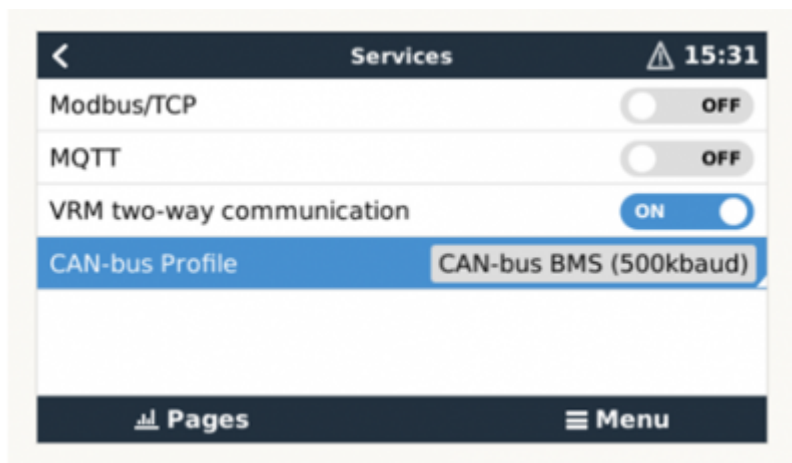 Services 15:31
Modbus/TCP OFF
MQTT OFF
VRM two-way communication ON
CAN-bus Profile CAN-bus BMS (500kbaud)
Pages Menu